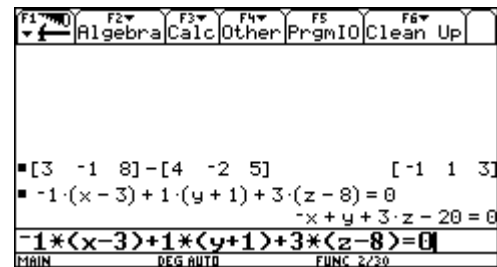 F1 F2 F3 F4 F5 F6
Algebra Calc Other PrgmIO Clean Up
[3 -1 8]-[4 -2 5] [-1 1 3]
-1·(x-3)+1·(y+1)+3·(z-8)=0
-x+y+3·z-20=0
-1*(x-3)+1*(y+1)+3*(z-8)=0
MAIN DEG AUTO FUNC 2/30